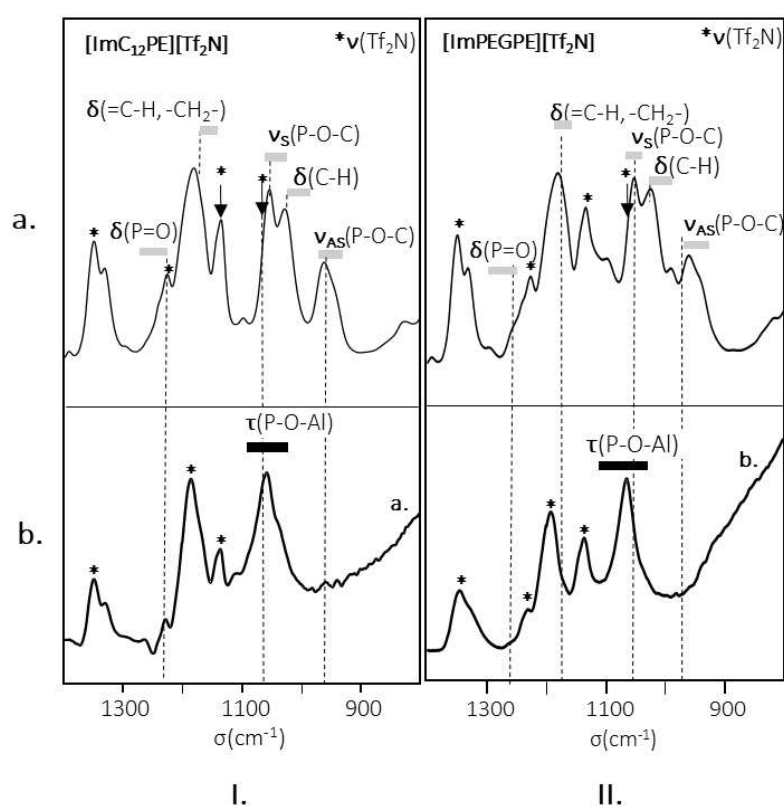 [ImC₁₂PE][Tf₂N] *ν(Tf₂N)
δ(=C-H, -CH₂-)
νS(P-O-C)
* * δ(C-H)
*
δ(P=O) νAS(P-O-C)
*
a.
τ(P-O-Al)
* a.
*
*
b.
1300 1100 900
σ(cm⁻¹)
I.
[ImPEGPE][Tf₂N] *ν(Tf₂N)
δ(=C-H, -CH₂-)
νS(P-O-C)
* * δ(C-H)
*
νAS(P-O-C)
δ(P=O)
*
τ(P-O-Al)
b.
*
*
*
*
1300 1100 900
σ(cm⁻¹)
II.